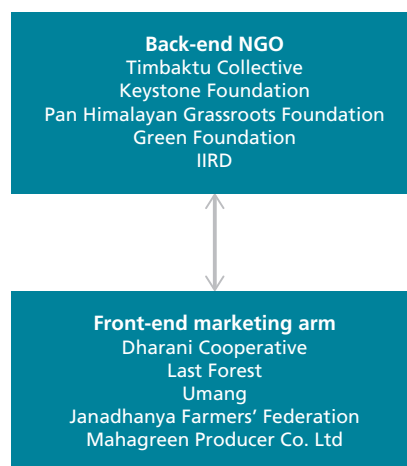 Back-end NGO
Timbaktu Collective
Keystone Foundation
Pan Himalayan Grassroots Foundation
Green Foundation
IIRD
Front-end marketing arm
Dharani Cooperative
Last Forest
Umang
Janadhanya Farmers’ Federation
Mahagreen Producer Co. Ltd